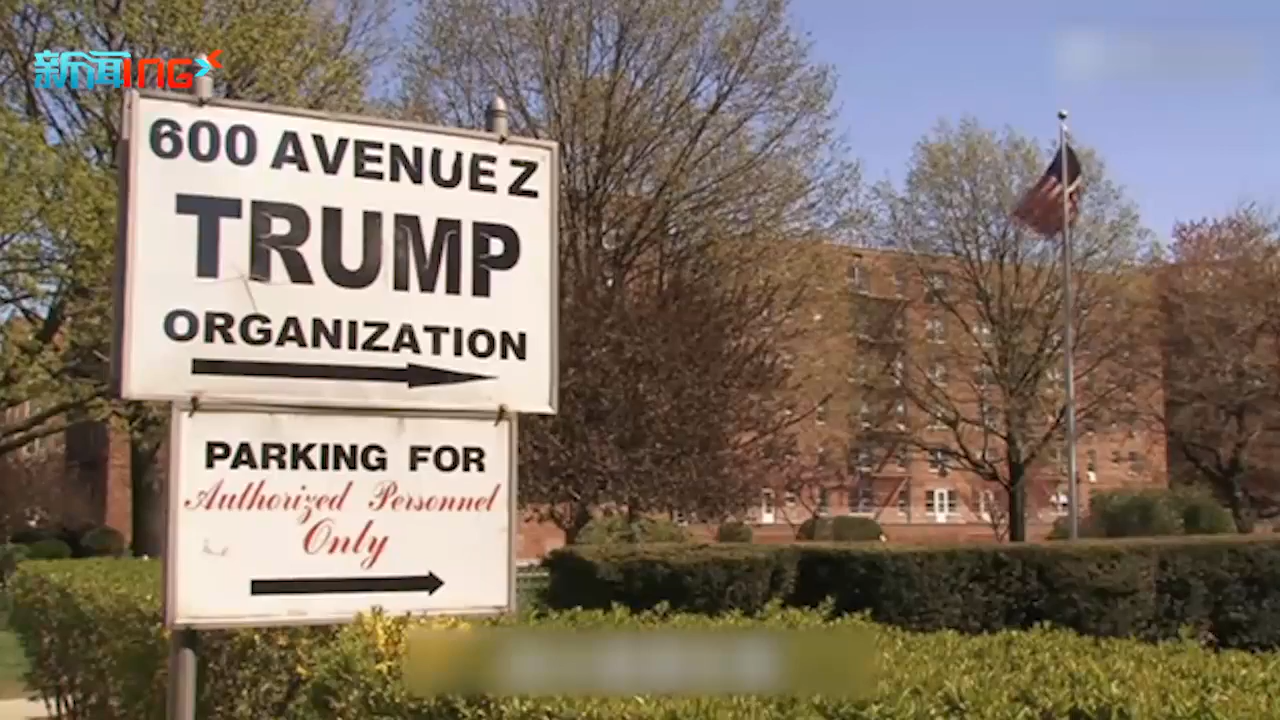 新闻ING
600 AVENUE Z
TRUMP
ORGANIZATION
PARKING FOR
Authorized Personnel
Only